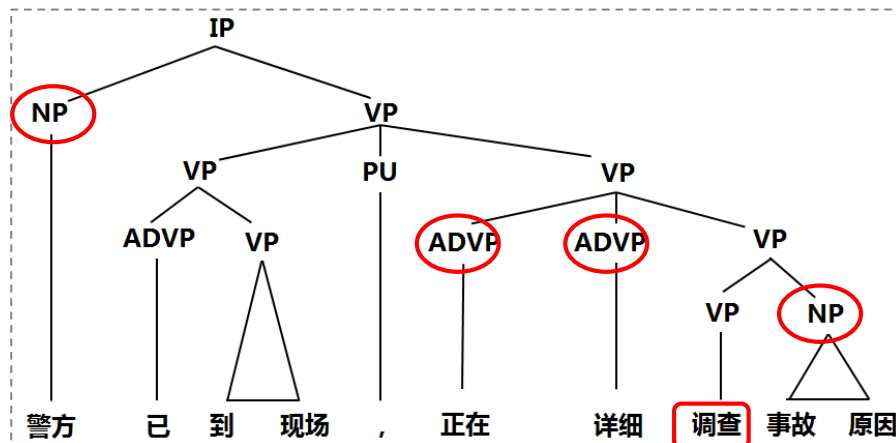 IP
NP VP
VP PU VP
ADVP VP ADVP ADVP VP
VP NP
警方 已 到 现场 , 正在 详细 调查 事故 原因